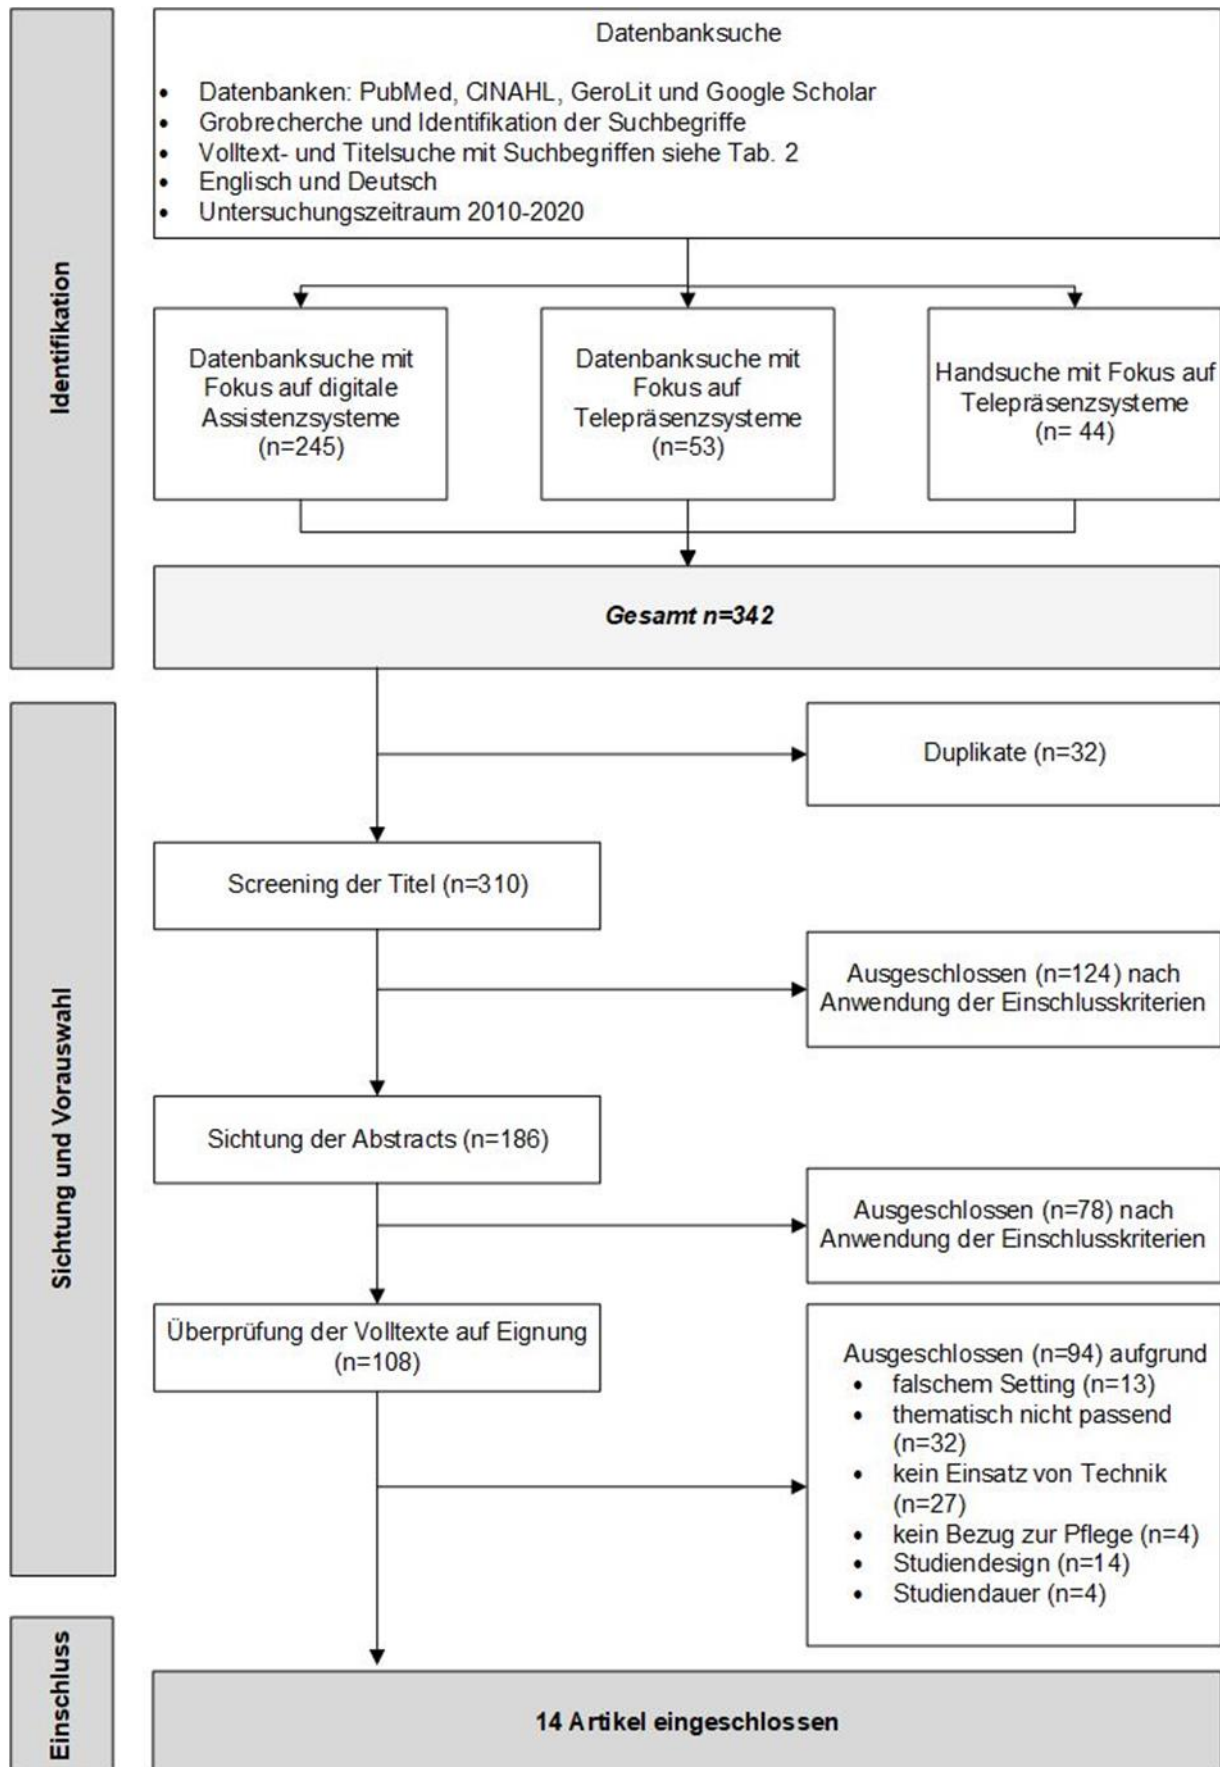 Identifikation
Datenbanksuche
• Datenbanken: PubMed, CINAHL, GeroLit und Google Scholar
• Grobrecherche und Identifikation der Suchbegriffe
• Volltext- und Titelsuche mit Suchbegriffen siehe Tab. 2
• Englisch und Deutsch
• Untersuchungszeitraum 2010-2020
Datenbanksuche mit
Fokus auf digitale
Assistenzsysteme
(n=245)
Datenbanksuche mit
Fokus auf
Telepräsenzsysteme
(n=53)
Handsuche mit Fokus auf
Telepräsenzsysteme
(n= 44)
Gesamt n=342
Sichtung und Vorauswahl
Duplikate (n=32)
Screening der Titel (n=310)
Ausgeschlossen (n=124) nach
Anwendung der Einschlusskriterien
Sichtung der Abstracts (n=186)
Ausgeschlossen (n=78) nach
Anwendung der Einschlusskriterien
Überprüfung der Volltexte auf Eignung
(n=108)
Ausgeschlossen (n=94) aufgrund
• falschem Setting (n=13)
• thematisch nicht passend
(n=32)
• kein Einsatz von Technik
(n=27)
• kein Bezug zur Pflege (n=4)
• Studiendesign (n=14)
• Studiendauer (n=4)
Einschluss
14 Artikel eingeschlossen